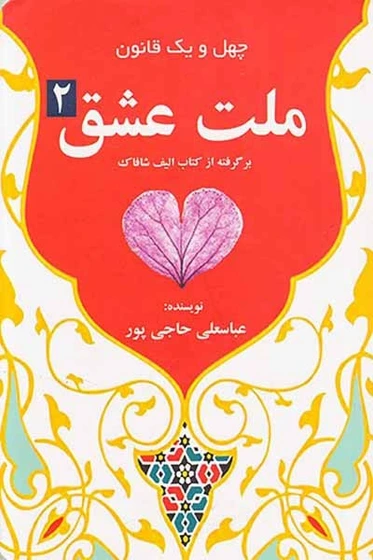 چهل و یک قانون
ملت عشق ۲
برگرفته از کتاب الیف شافاک
نویسنده:
عباسعلی حاجی پور